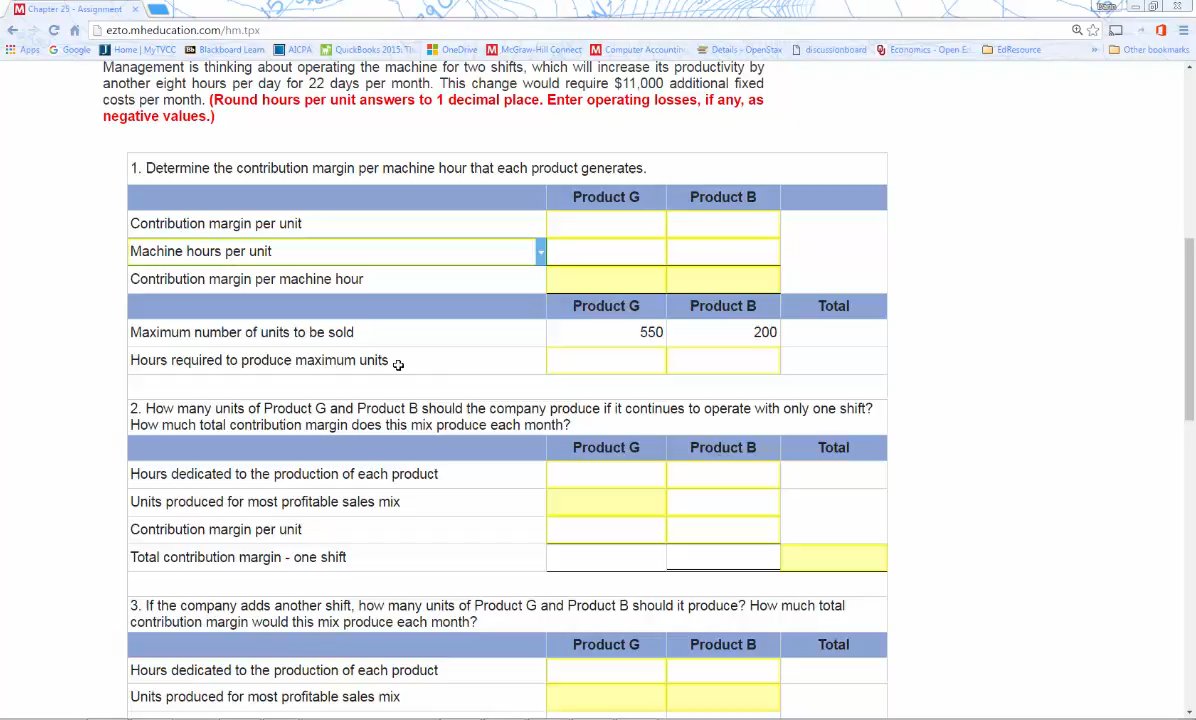 Chapter 25 - Assignment
ezto.mheducation.com/hm.tpx
Apps Google Home | MyTVCC Blackboard Learn AICPA QuickBooks 2015: Th OneDrive McGraw-Hill Connect Computer Accountin Details - OpenStax discussionboard Economics - Open E EdResource » Other bookmarks
Management is thinking about operating the machine for two shifts, which will increase its productivity by
another eight hours per day for 22 days per month. This change would require $11,000 additional fixed
costs per month. (Round hours per unit answers to 1 decimal place. Enter operating losses, if any, as
negative values.)
1. Determine the contribution margin per machine hour that each product generates.
Product G Product B
Contribution margin per unit
Machine hours per unit
Contribution margin per machine hour
Product G Product B Total
Maximum number of units to be sold 550 200
Hours required to produce maximum units
2. How many units of Product G and Product B should the company produce if it continues to operate with only one shift?
How much total contribution margin does this mix produce each month?
Product G Product B Total
Hours dedicated to the production of each product
Units produced for most profitable sales mix
Contribution margin per unit
Total contribution margin - one shift
3. If the company adds another shift, how many units of Product G and Product B should it produce? How much total
contribution margin would this mix produce each month?
Product G Product B Total
Hours dedicated to the production of each product
Units produced for most profitable sales mix